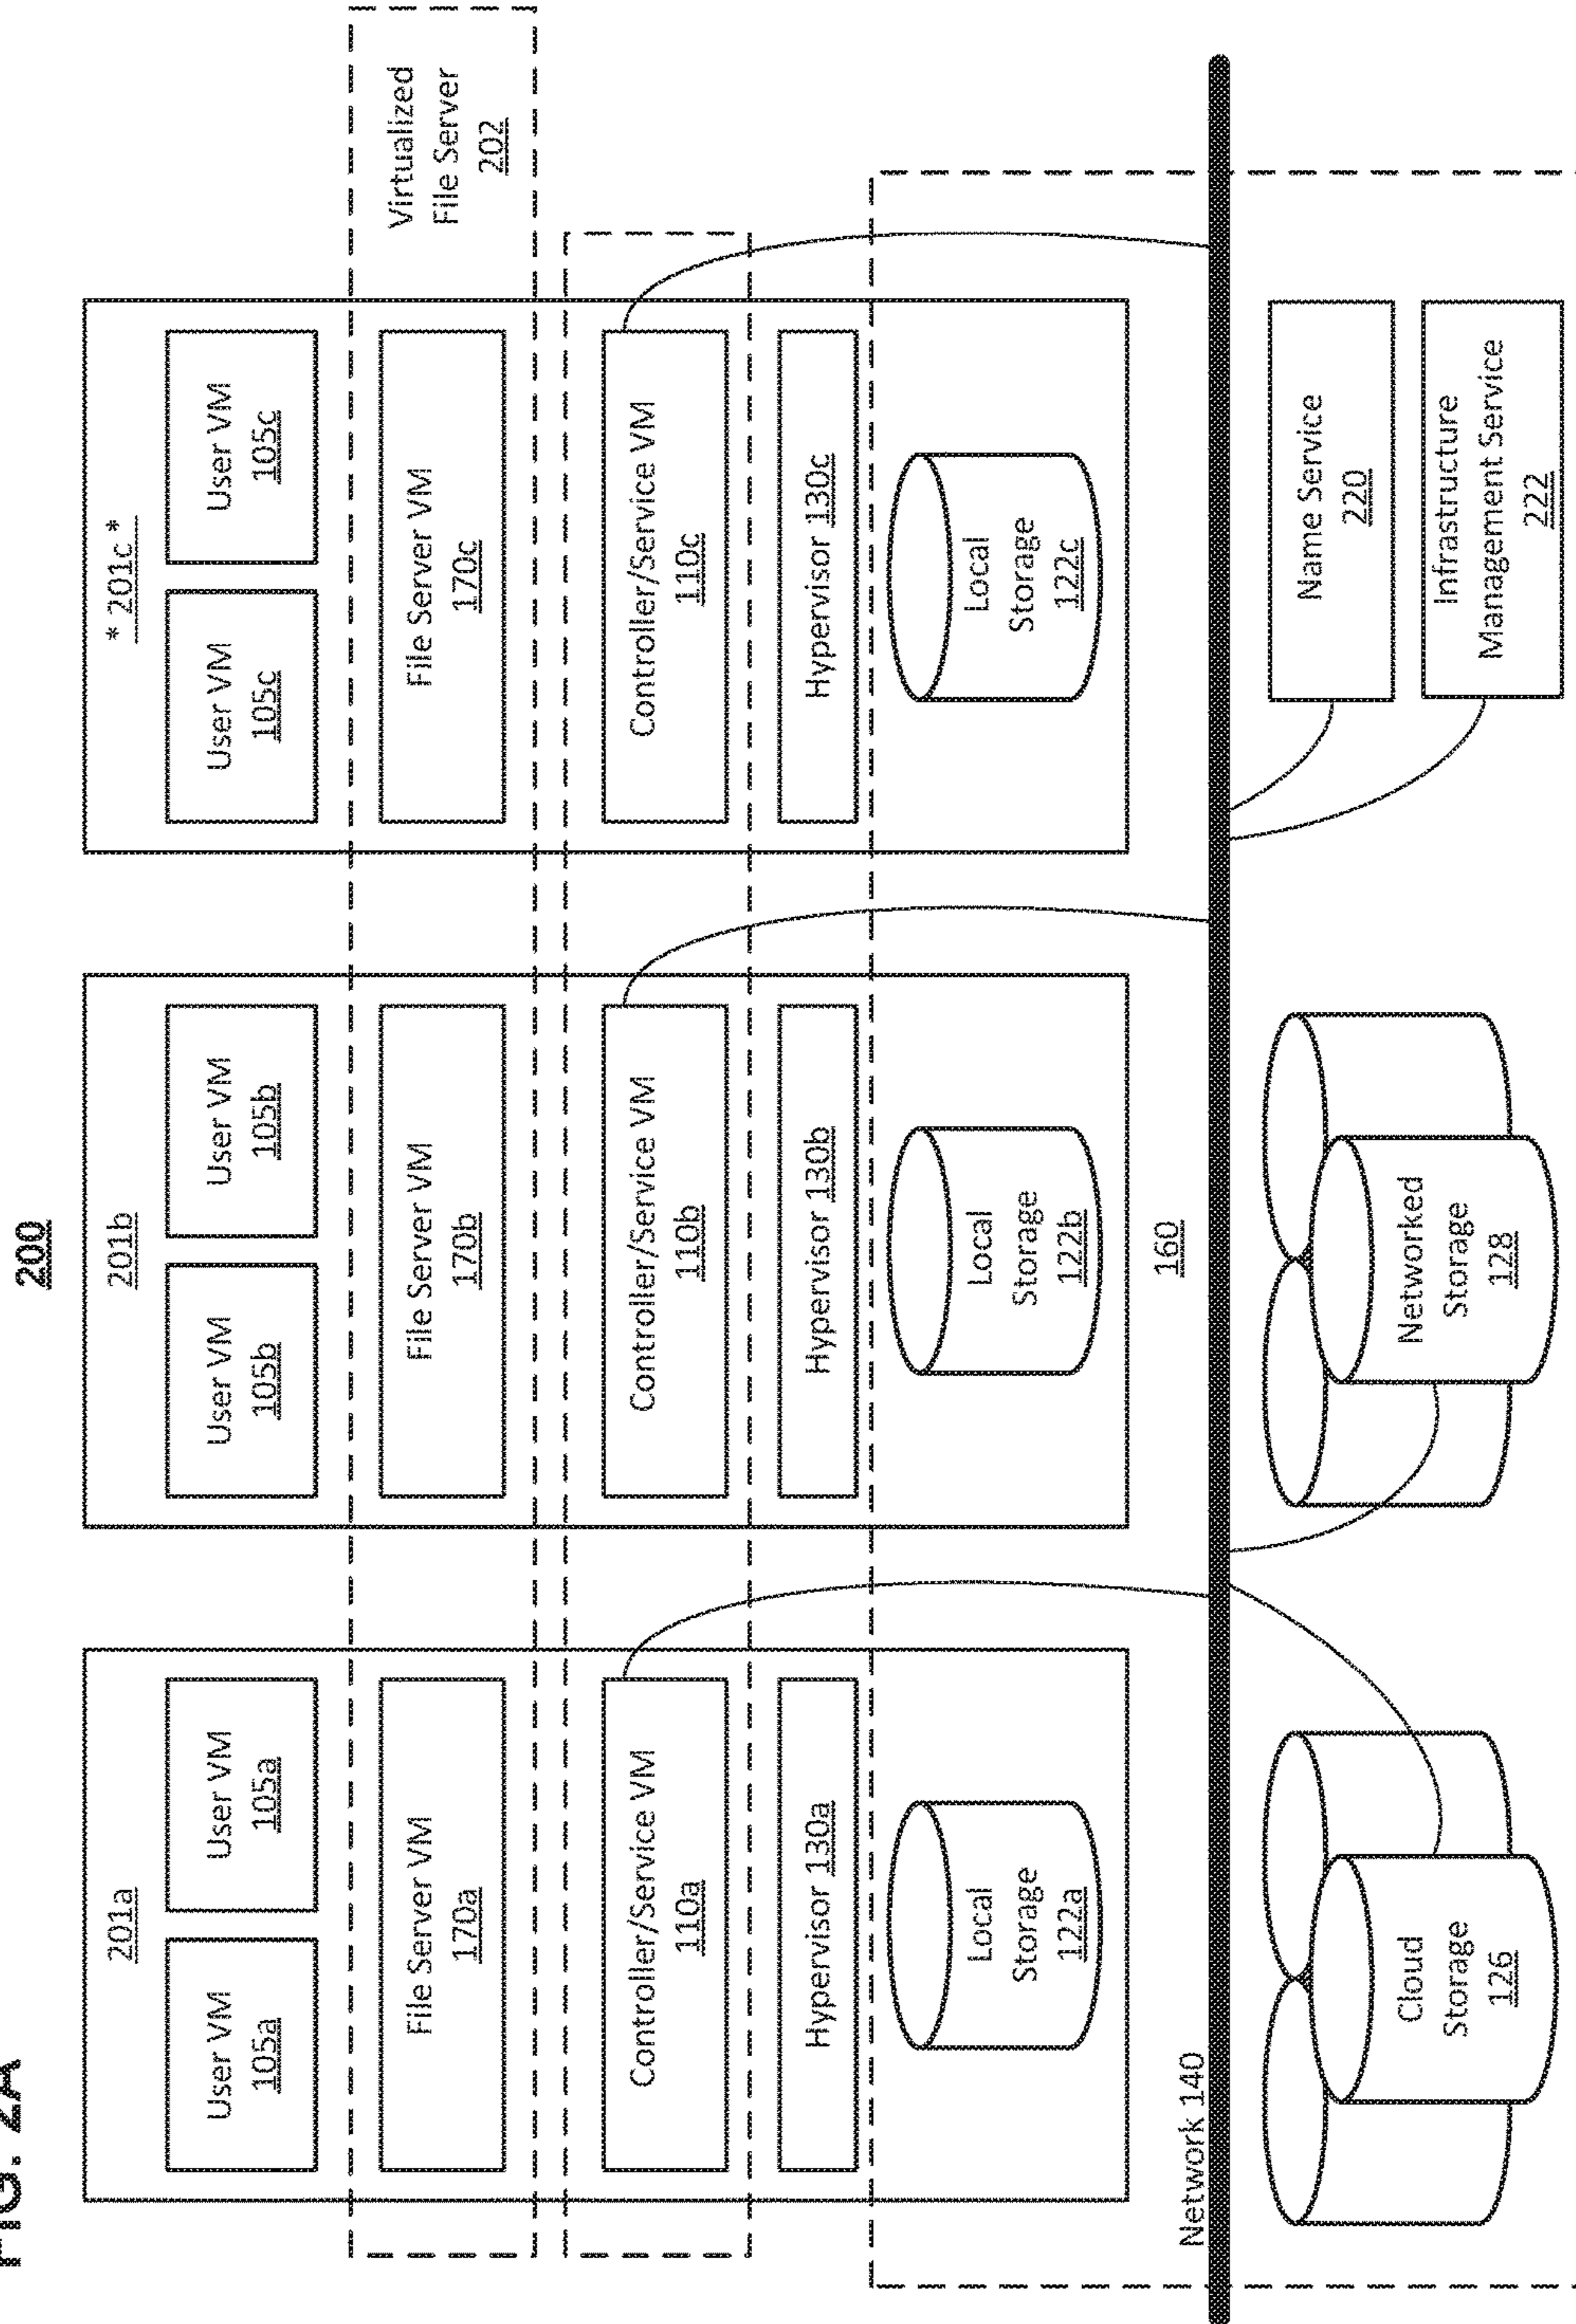 FIG. 2A
200
201a
User VM
105a
User VM
105a
File Server VM
170a
Controller/Service VM
110a
Hypervisor 130a
Local
Storage
122a
201b
User VM
105b
User VM
105b
File Server VM
170b
Controller/Service VM
110b
Hypervisor 130b
Local
Storage
122b
* 201c *
User VM
105c
User VM
105c
File Server VM
170c
Controller/Service VM
110c
Hypervisor 130c
Local
Storage
122c
Virtualized
File Server
202
160
Network 140
Cloud
Storage
126
Networked
Storage
128
Name Service
220
Infrastructure
Management Service
222